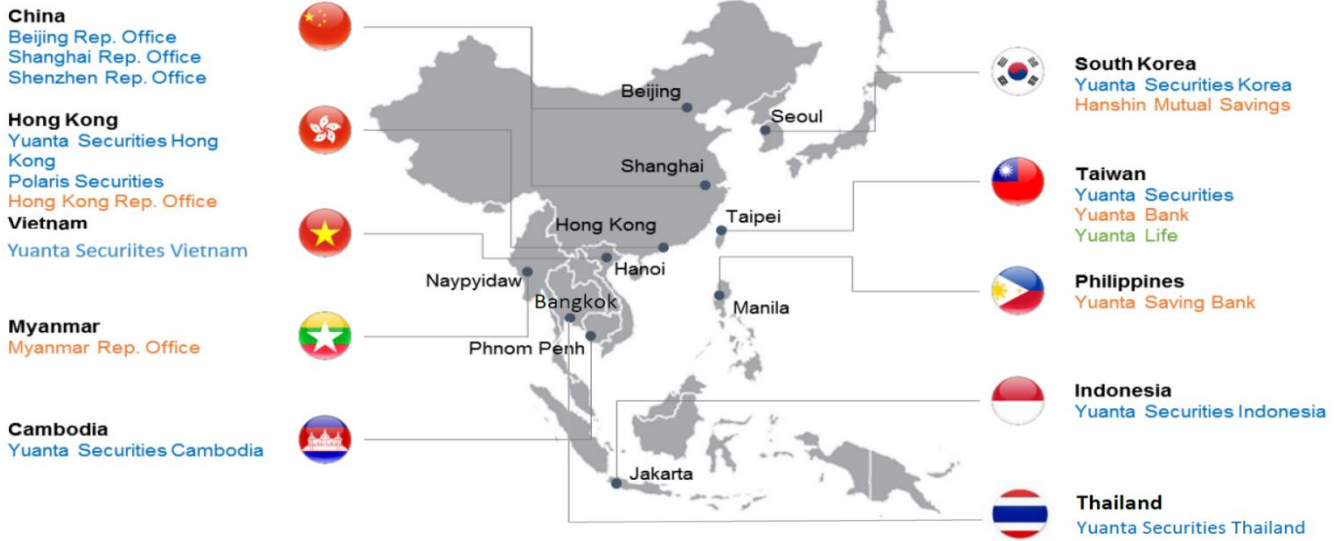 China
Beijing Rep. Office
Shanghai Rep. Office
Shenzhen Rep. Office
Hong Kong
Yuanta Securities Hong
Kong
Polaris Securities
Hong Kong Rep. Office
Vietnam
Yuanta Securiites Vietnam
Myanmar
Myanmar Rep. Office
Cambodia
Yuanta Securities Cambodia
Beijing
Seoul
Shanghai
Taipei
Hong Kong
Hanoi
Naypyidaw
Bangkok
Manila
Phnom Penh
Jakarta
South Korea
Yuanta Securities Korea
Hanshin Mutual Savings
Taiwan
Yuanta Securities
Yuanta Bank
Yuanta Life
Philippines
Yuanta Saving Bank
Indonesia
Yuanta Securities Indonesia
Thailand
Yuanta Securities Thailand